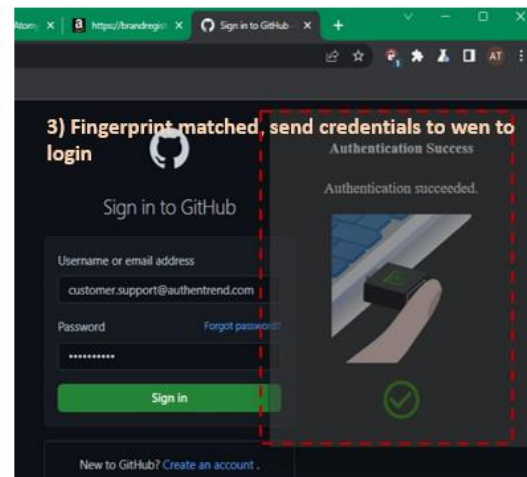 Atomy
https://brandregis
Sign in to GitHub
AT
1
3) Fingerprint matched, send credentials to wen to
login
Authentication Success
Authentication succeeded.
Sign in to GitHub
Username or email address
customer.support@authentrend.com
Password
Forgot password?
••••••••••
Sign in
New to GitHub? Create an account .